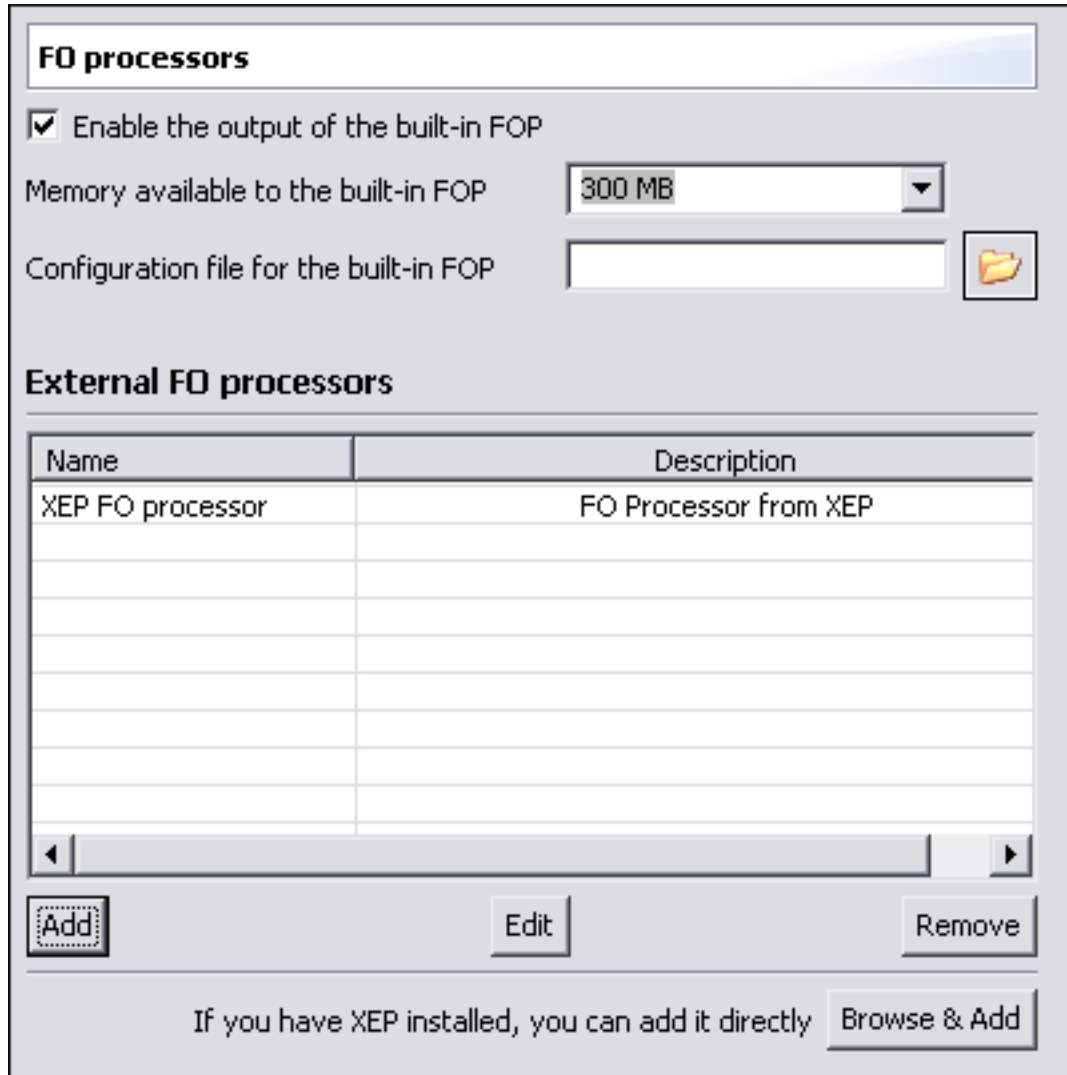 FO processors
Enable the output of the built-in FOP
Memory available to the built-in FOP 300 MB
Configuration file for the built-in FOP
External FO processors
Name Description
XEP FO processor FO Processor from XEP
Add Edit Remove
If you have XEP installed, you can add it directly Browse & Add